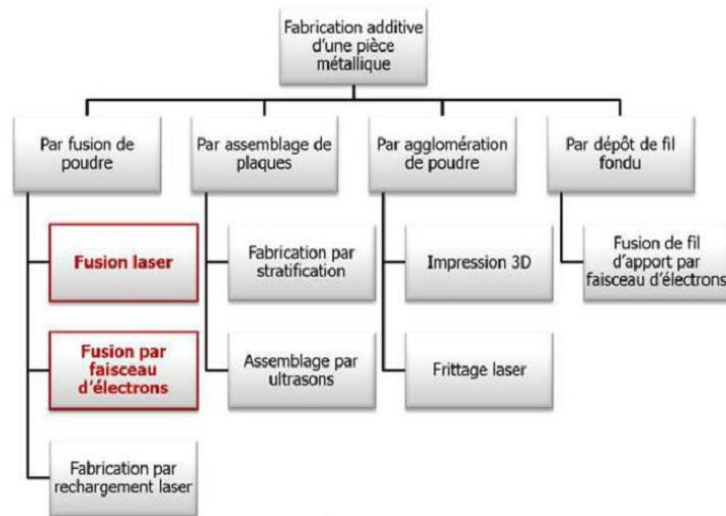 Fabrication additive
d'une pièce
métallique
Par fusion de
poudre
Par assemblage de
plaques
Par agglomération
de poudre
Par dépôt de fil
fondu
Fusion laser
Fabrication par
stratification
Impression 3D
Fusion de fil
d'apport par
faisceau d'électrons
Fusion par
faisceau
d'électrons
Assemblage par
ultrasons
Frittage laser
Fabrication par
rechargement laser